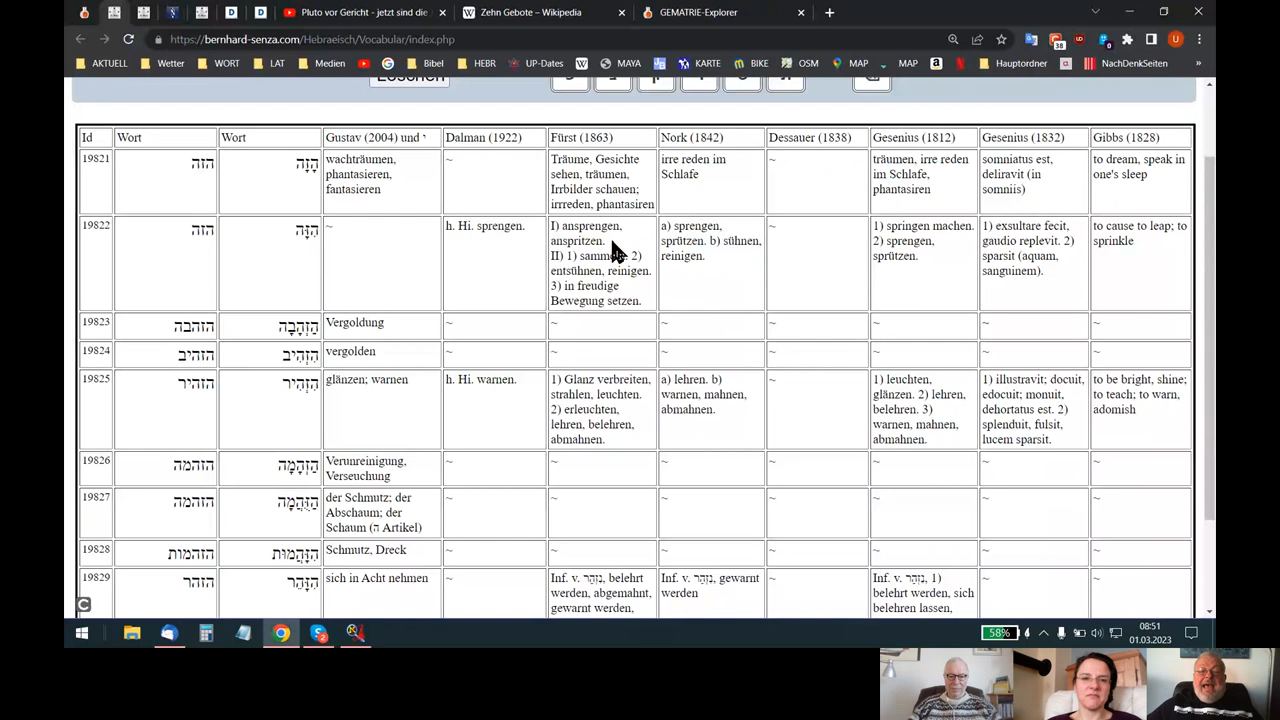 Pluto vor Gericht - jetzt sind die
Zehn Gebote – Wikipedia
GEMATRIE-Explorer
https://bernhard-senza.com/Hebraeisch/Vocabular/index.php
38
U
0
AKTUELL Wetter WORT LAT Medien Bibel HEBR UP-Dates MAYA KARTE BIKE OSM MAP MAP Hauptordner NachDenkSeiten
Löschen
Id Wort Wort Gustav (2004) und י Dalman (1922) Fürst (1863) Nork (1842) Dessauer (1838) Gesenius (1812) Gesenius (1832) Gibbs (1828)
19821 הזה הָזָה
wachträumen,
phantasieren,
fantasieren
~
Träume, Gesichte
sehen, träumen,
Irrbilder schauen;
irrreden, phantasiren
irre reden im
Schlafe
~
träumen, irre reden
im Schlafe,
phantasiren
somniatus est,
deliravit (in
somniis)
to dream, speak in
one's sleep
19822 הזה הִזָּה
~
h. Hi. sprengen.
I) ansprengen,
anspritzen.
II) 1) 2)
entsühnen, reinigen.
3) in freudige
Bewegung setzen.
a) sprengen,
sprützen. b) sühnen,
reinigen.
~
1) springen machen.
2) sprengen,
sprützen.
1) exsultare fecit,
gaudio replevit. 2)
sparsit (aquam,
sanguinem).
to cause to leap; to
sprinkle
19823 הזהבה הַזְהָבָה
Vergoldung
~ ~ ~ ~ ~ ~ ~
19824 הזהיב הִזְהִיב
vergolden
~ ~ ~ ~ ~ ~ ~
19825 הזהיר הִזְהִיר
glänzen; warnen
h. Hi. warnen.
1) Glanz verbreiten,
strahlen, leuchten.
2) erleuchten,
lehren, belehren,
abmahnen.
a) lehren. b)
warnen, mahnen,
abmahnen.
~
1) leuchten,
glänzen. 2) lehren,
belehren. 3)
warnen, mahnen,
abmahnen.
1) illustravit; docuit,
edocuit; monuit,
dehortatus est. 2)
splenduit, fulsit,
lucem sparsit.
to be bright, shine;
to teach; to warn,
adomish
19826 הזהמה הַזְהָמָה
Verunreinigung,
Verseuchung
~ ~ ~ ~ ~ ~ ~
19827 הזהמה הַזֻּהֲמָה
der Schmutz; der
Abschaum; der
Schaum (ה Artikel)
~ ~ ~ ~ ~ ~ ~
19828 הזהמות הִזָּהֲמוּת
Schmutz, Dreck
~ ~ ~ ~ ~ ~ ~
19829 הזהר הִזָּהֵר
sich in Acht nehmen
~
Inf. v. נִזְהַר, belehrt
werden, abgemahnt,
gewarnt werden,
Inf. v. נִזְהַר, gewarnt
werden
~
Inf. v. נִזְהַר, 1)
belehrt werden, sich
belehren lassen,
~ ~
58%
08:51
01.03.2023